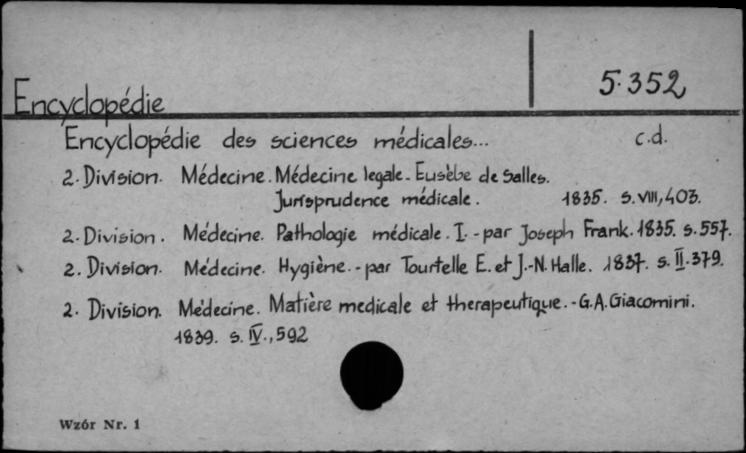 5.352
Encyclopédie
Encyclopédie des sciences médicales... c.d.
2. Division. Médecine. Médecine legale. Eusèbe de Salles.
Jurisprudence médicale. 1835. s. VIII, 403.
2. Division. Médecine. Pathologie médicale. I. - par Joseph Frank. 1835. s. 557.
2. Division. Médecine. Hygiène. - par Tourtelle E. et J.-N. Halle. 1837. s. II. 379.
2. Division. Médecine. Matière medicale et therapeutique. - G.A. Giacomini.
1839. s. IV., 592
Wzór Nr. 1